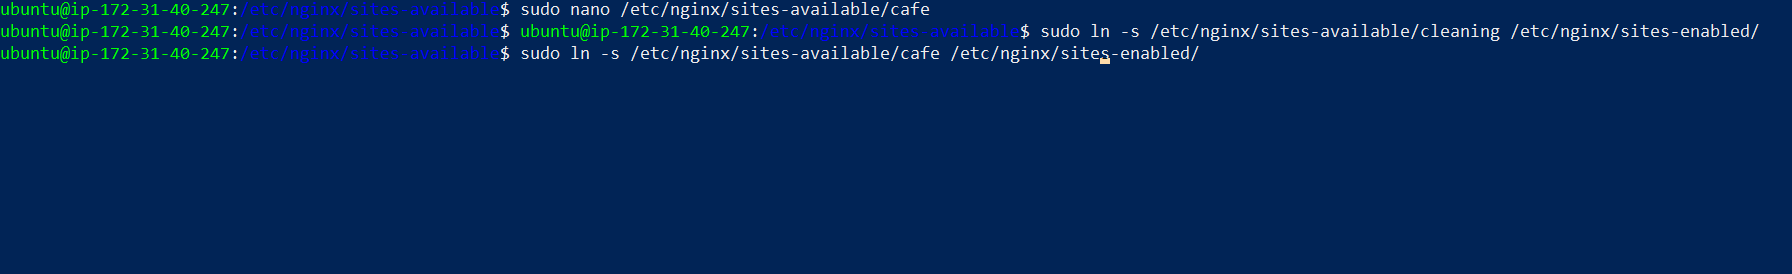 ubuntu@ip-172-31-40-247:/etc/nginx/sites-available$ sudo nano /etc/nginx/sites-available/cafe
ubuntu@ip-172-31-40-247:/etc/nginx/sites-available$ ubuntu@ip-172-31-40-247:/etc/nginx/sites-available$ sudo ln -s /etc/nginx/sites-available/cleaning /etc/nginx/sites-enabled/
ubuntu@ip-172-31-40-247:/etc/nginx/sites-available$ sudo ln -s /etc/nginx/sites-available/cafe /etc/nginx/sites-enabled/